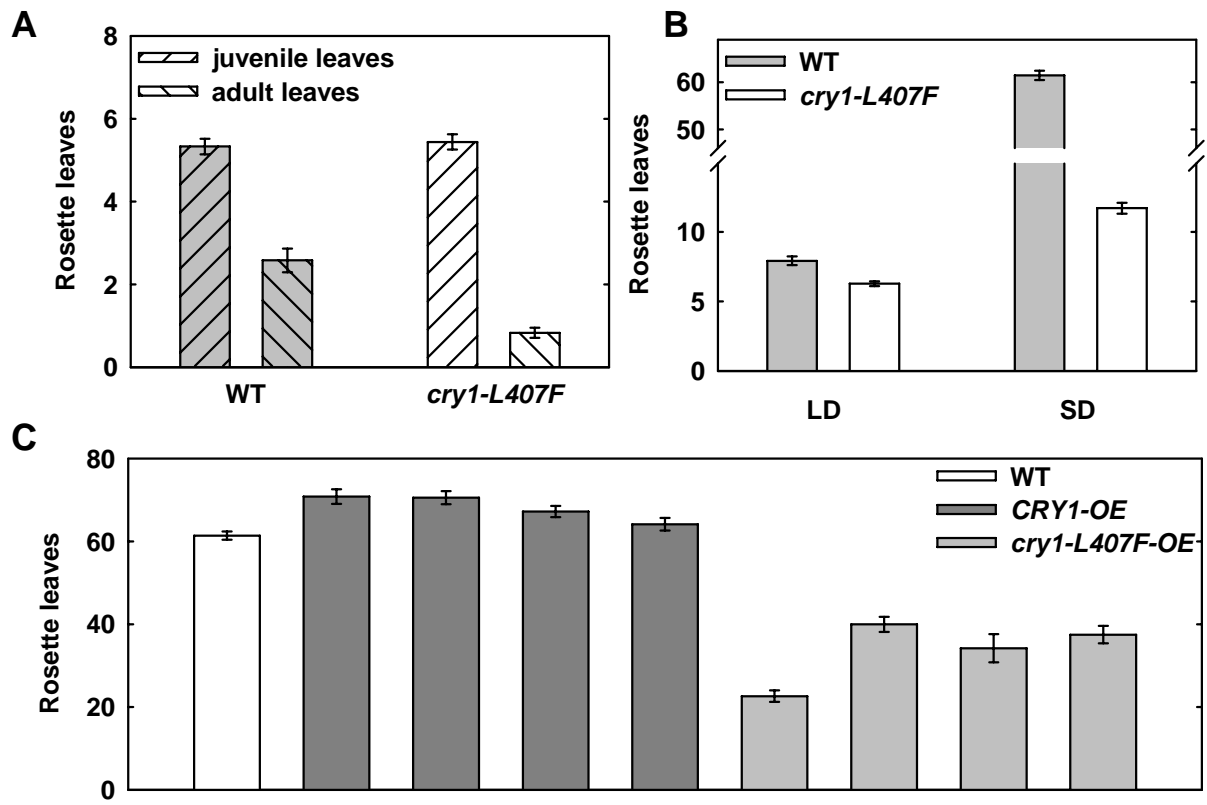 A
Rosette leaves
8
6
4
2
0
juvenile leaves
adult leaves
WT
cry1-L407F
B
Rosette leaves
60
50
10
5
0
WT
cry1-L407F
LD
SD
C
Rosette leaves
80
60
40
20
0
WT
CRY1-OE
cry1-L407F-OE